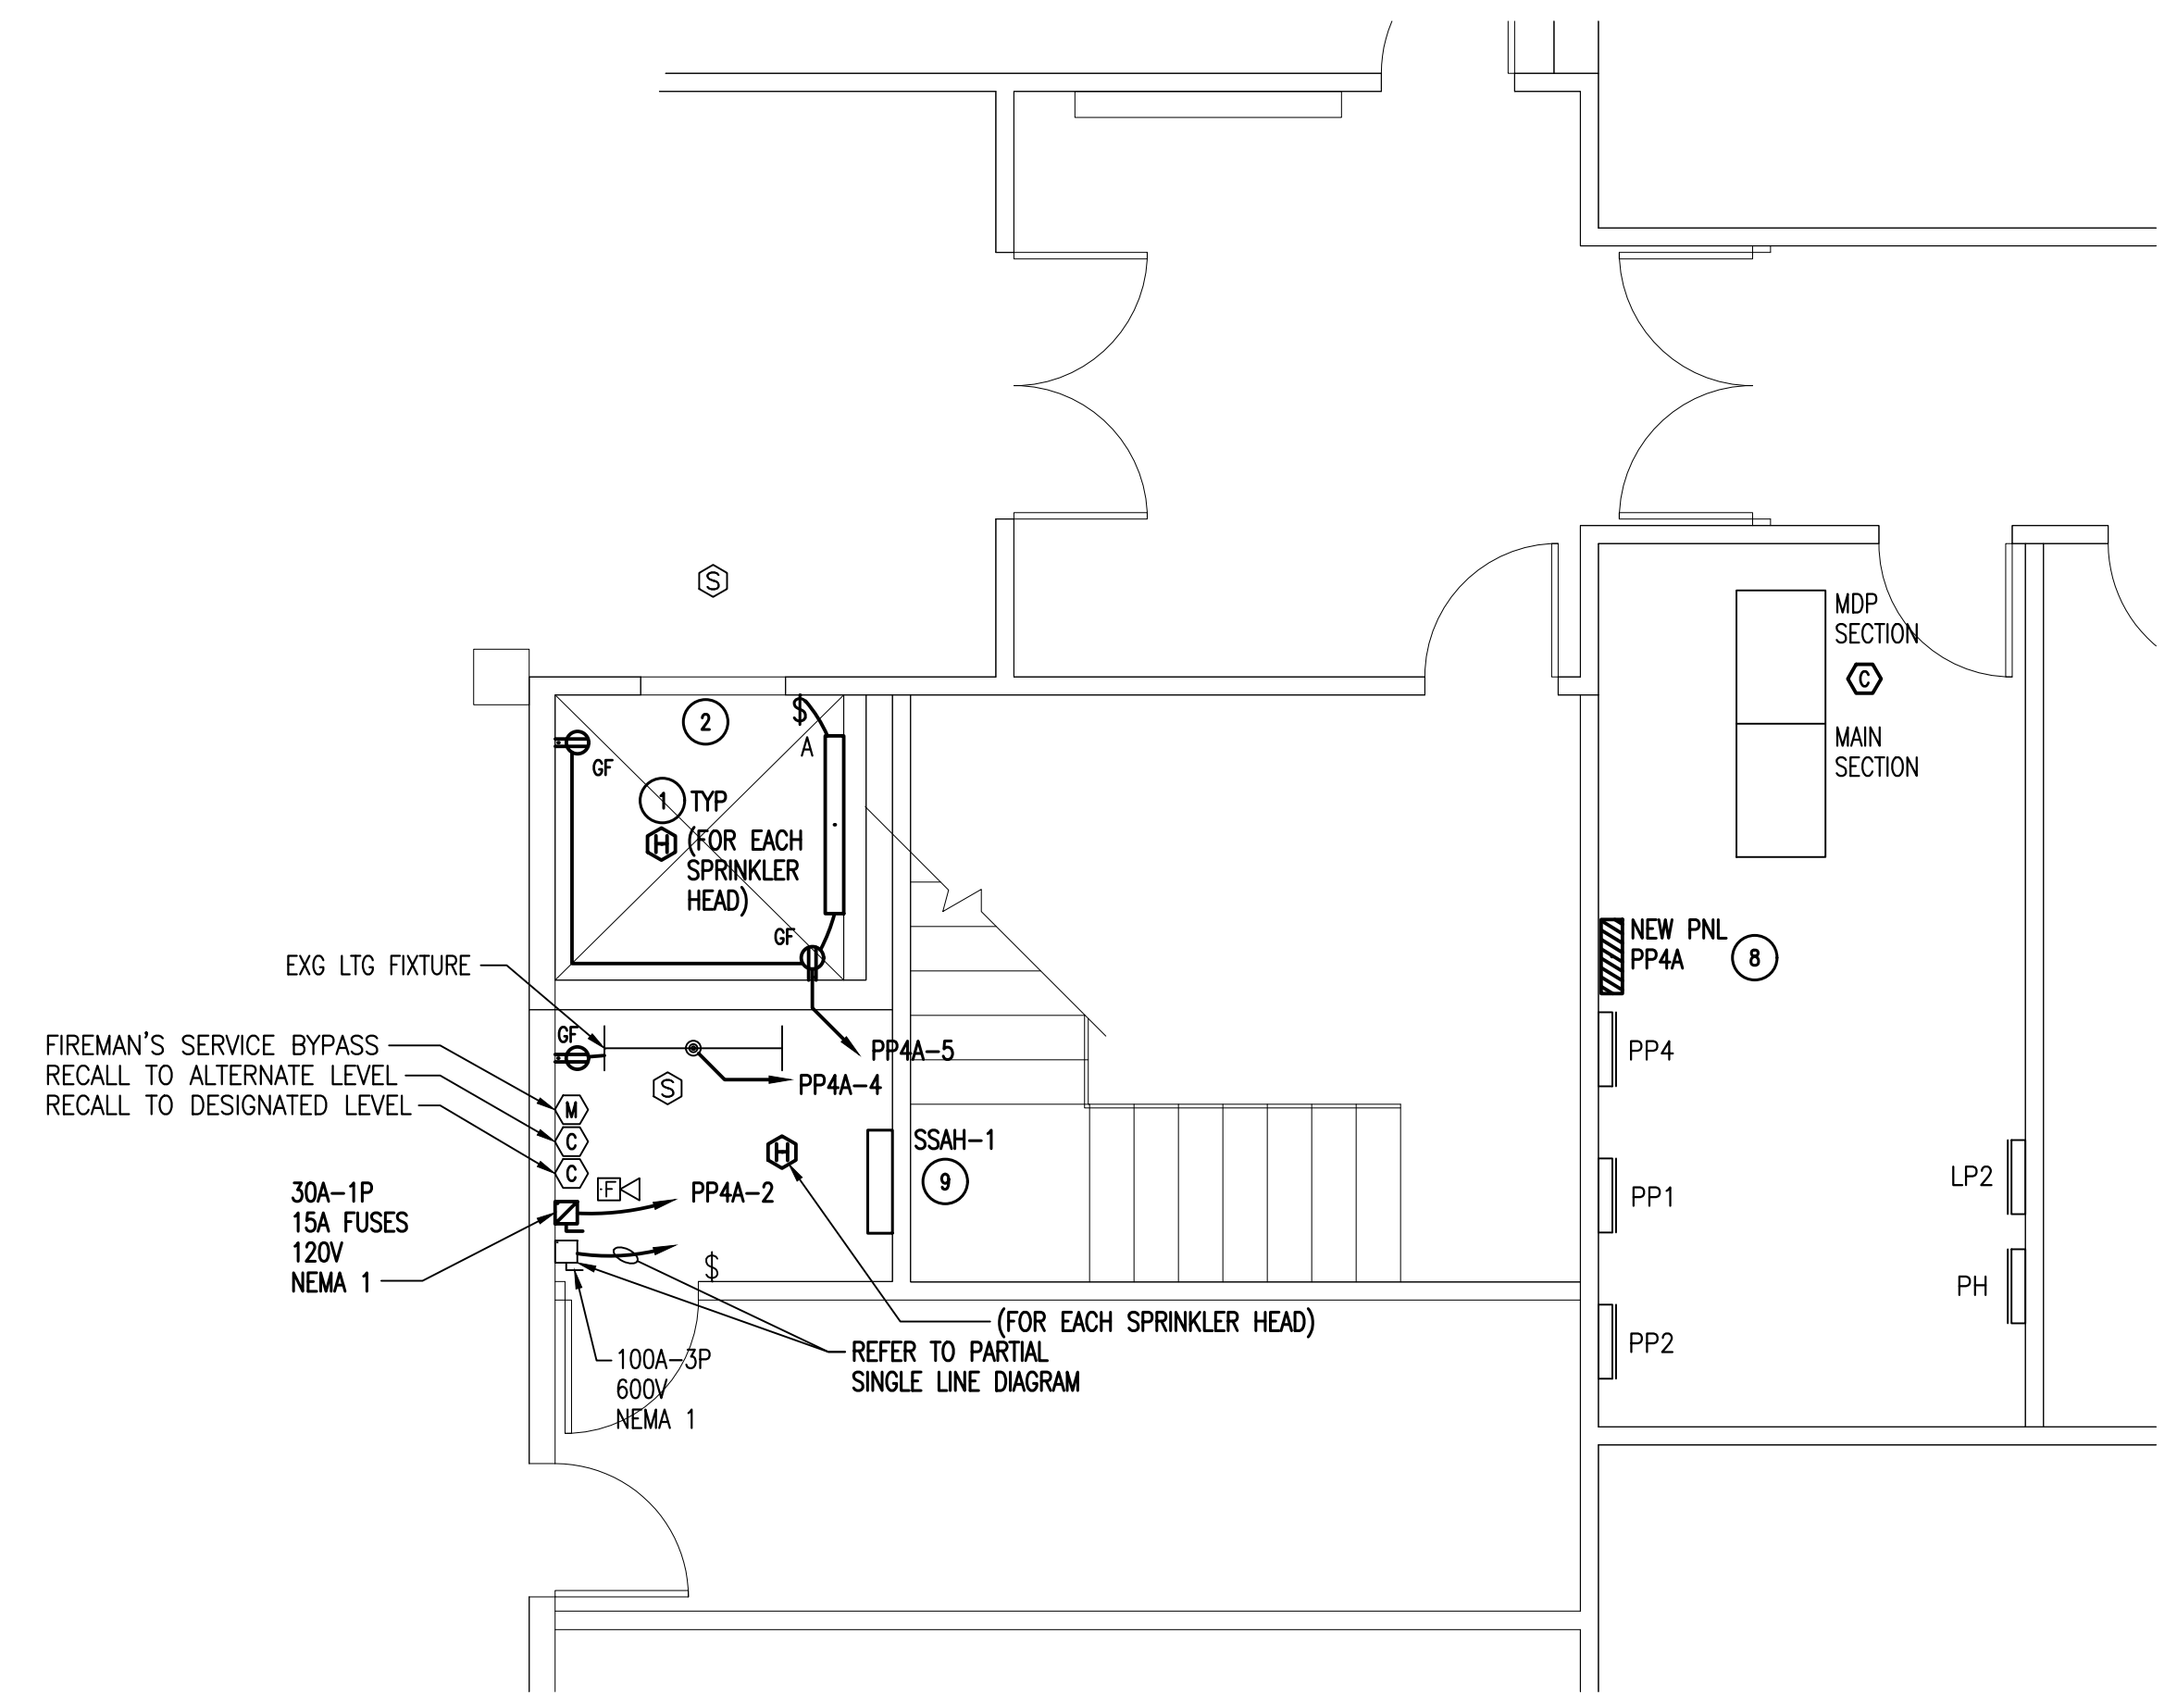 S
MDP
SECTION
C
MAIN
SECTION
2
$
A
GF
1 TYP
H (FOR EACH
SPRINKLER
HEAD)
GF
NEW PNL
PP4A
8
EXG LTG FIXTURE
GF
PP4A-5
PP4A-4
S
FIREMAN'S SERVICE BYPASS
RECALL TO ALTERNATE LEVEL
RECALL TO DESIGNATED LEVEL
M
C
C
H
SSAH-1
9
F
PP4A-2
30A-1P
15A FUSES
120V
NEMA 1
$
(FOR EACH SPRINKLER HEAD)
REFER TO PARTIAL
SINGLE LINE DIAGRAM
100A-3P
600V
NEMA 1
PP4
PP1
PP2
LP2
PH